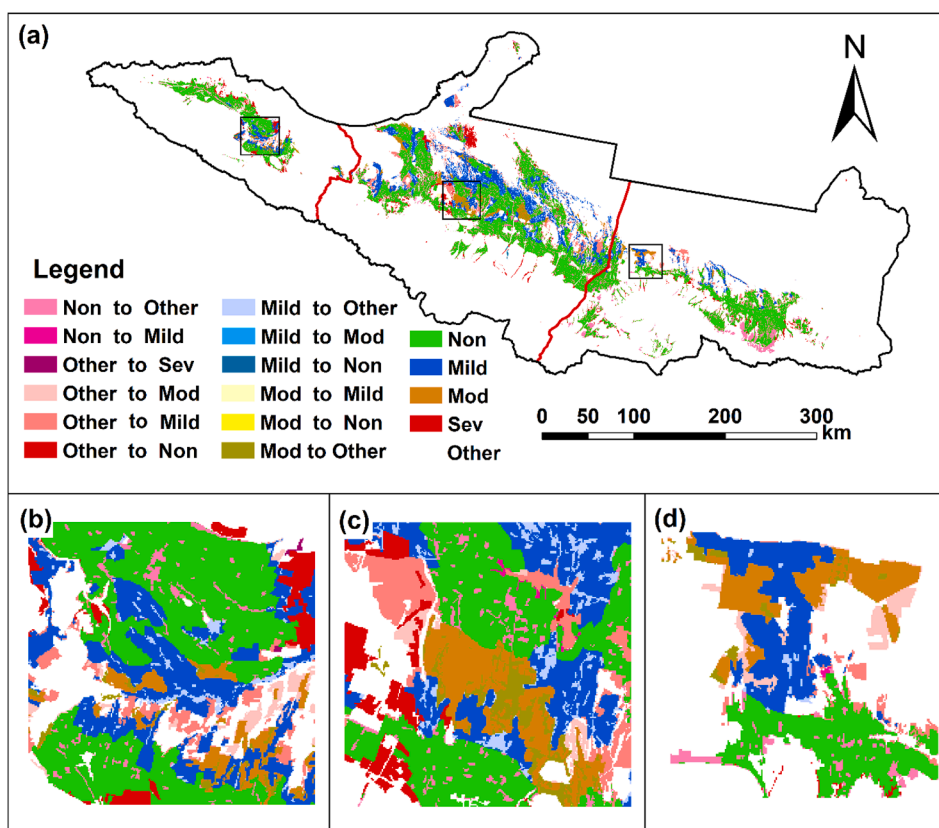 (a)
N
Legend
Non to Other
Non to Mild
Other to Sev
Other to Mod
Other to Mild
Other to Non
Mild to Other
Mild to Mod
Mild to Non
Mod to Mild
Mod to Non
Mod to Other
Non
Mild
Mod
Sev
Other
0 50 100 200 300
km
(b)
(c)
(d)